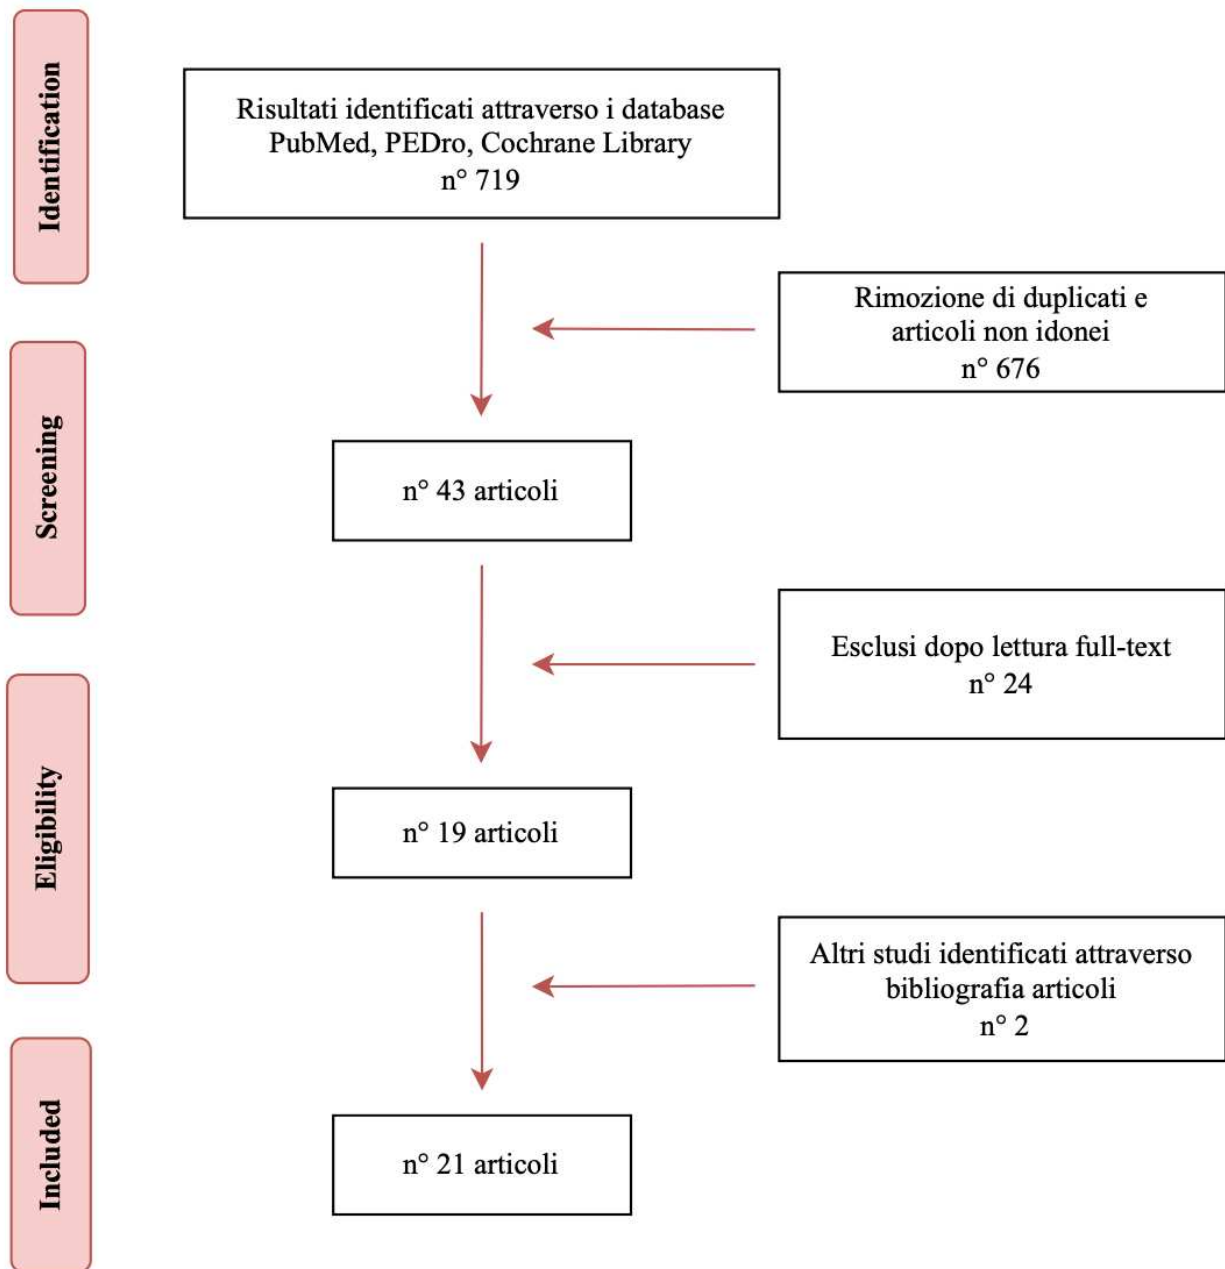 Identification
Risultati identificati attraverso i database
PubMed, PEDro, Cochrane Library
n° 719
Rimozione di duplicati e
articoli non idonei
n° 676
Screening
n° 43 articoli
Esclusi dopo lettura full-text
n° 24
Eligibility
n° 19 articoli
Altri studi identificati attraverso
bibliografia articoli
n° 2
Included
n° 21 articoli